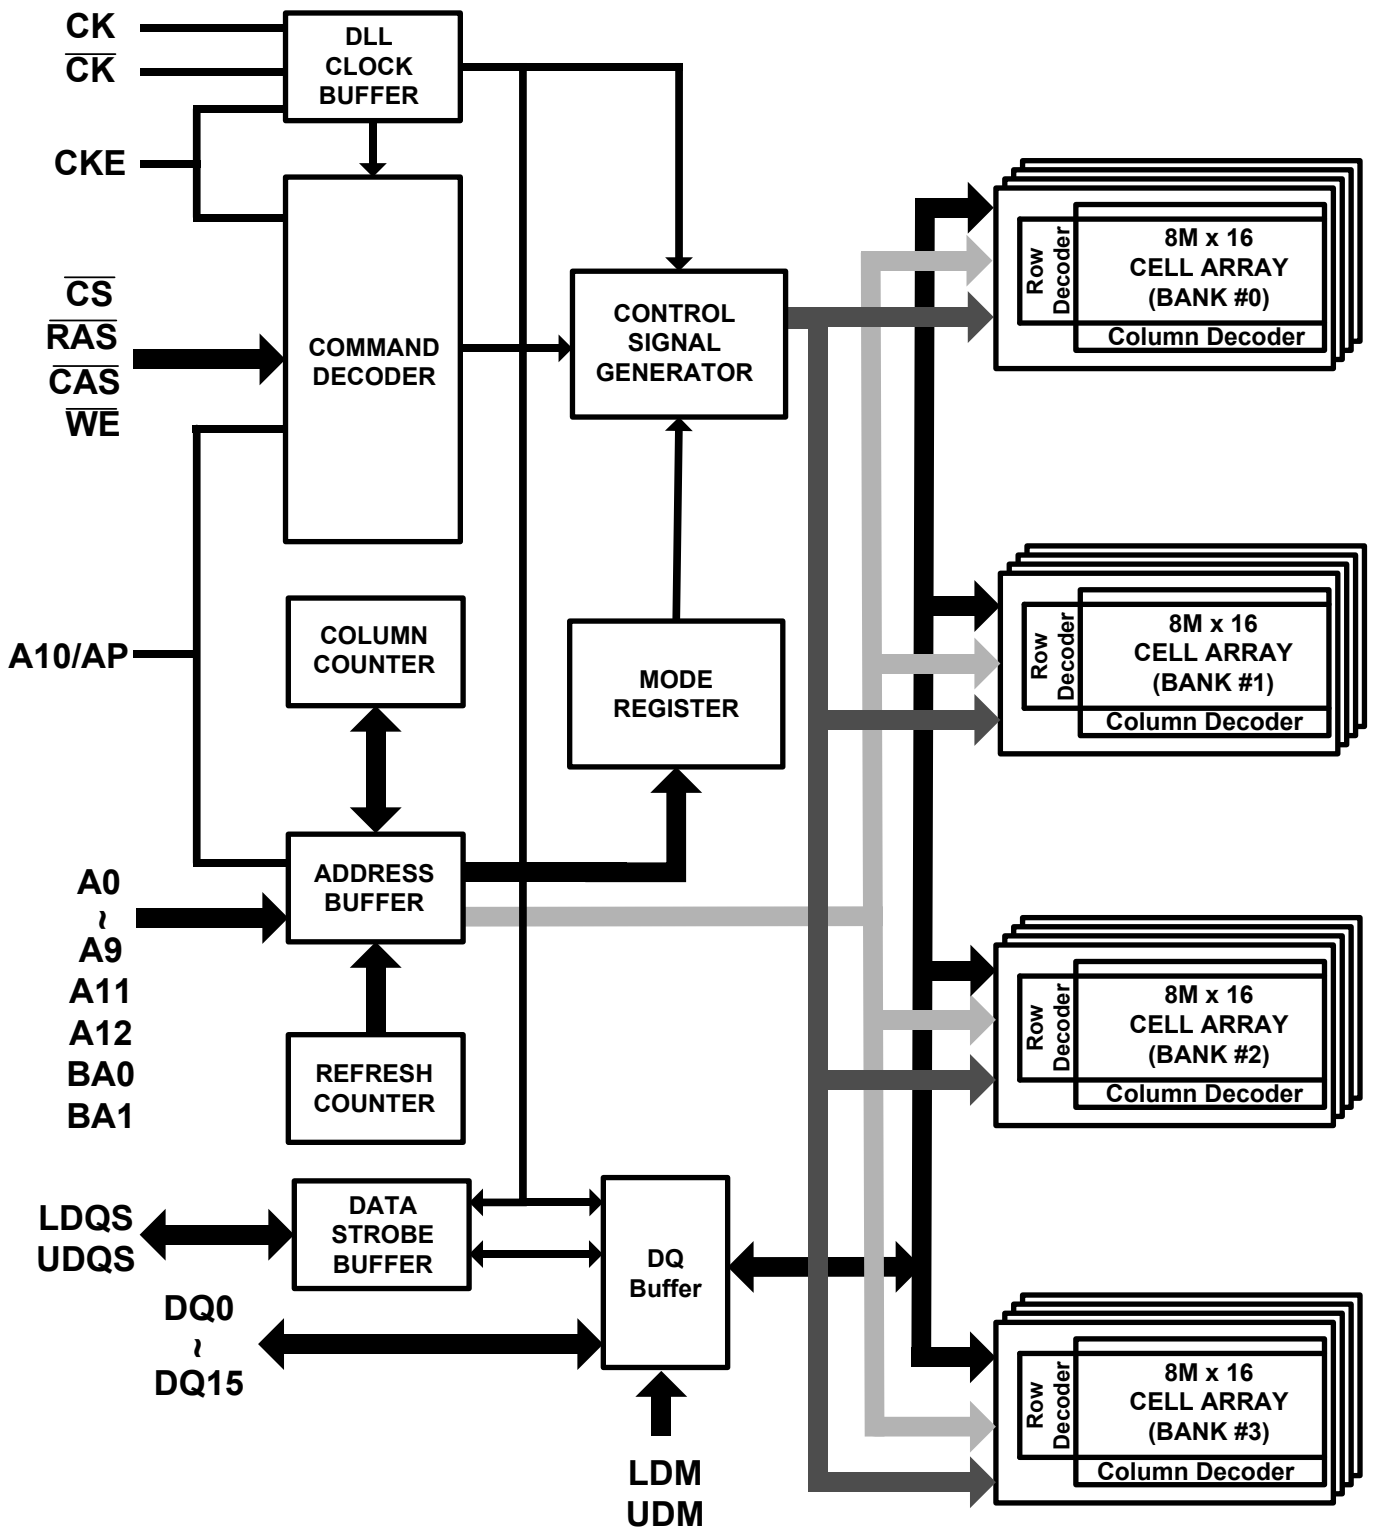 CK
CK
CKE
CS
RAS
CAS
WE
A10/AP
A0
~
A9
A11
A12
BA0
BA1
LDQS
UDQS
DQ0
~
DQ15
DLL
CLOCK
BUFFER
COMMAND
DECODER
COLUMN
COUNTER
ADDRESS
BUFFER
REFRESH
COUNTER
DATA
STROBE
BUFFER
CONTROL
SIGNAL
GENERATOR
MODE
REGISTER
DQ
Buffer
LDM
UDM
Row
Decoder
8M x 16
CELL ARRAY
(BANK #0)
Column Decoder
Row
Decoder
8M x 16
CELL ARRAY
(BANK #1)
Column Decoder
Row
Decoder
8M x 16
CELL ARRAY
(BANK #2)
Column Decoder
Row
Decoder
8M x 16
CELL ARRAY
(BANK #3)
Column Decoder